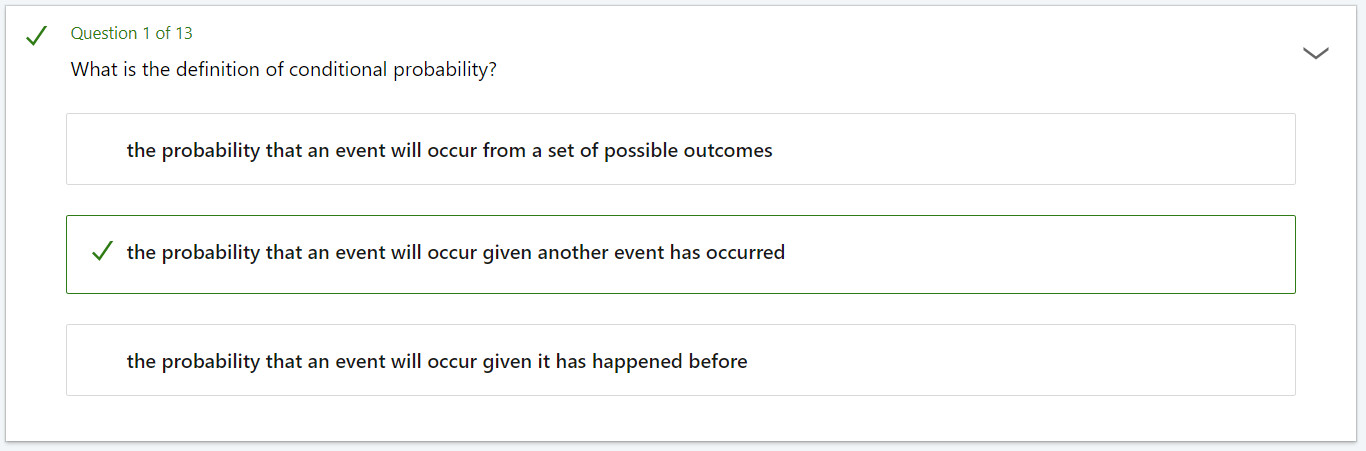 Question 1 of 13
What is the definition of conditional probability?
the probability that an event will occur from a set of possible outcomes
the probability that an event will occur given another event has occurred
the probability that an event will occur given it has happened before